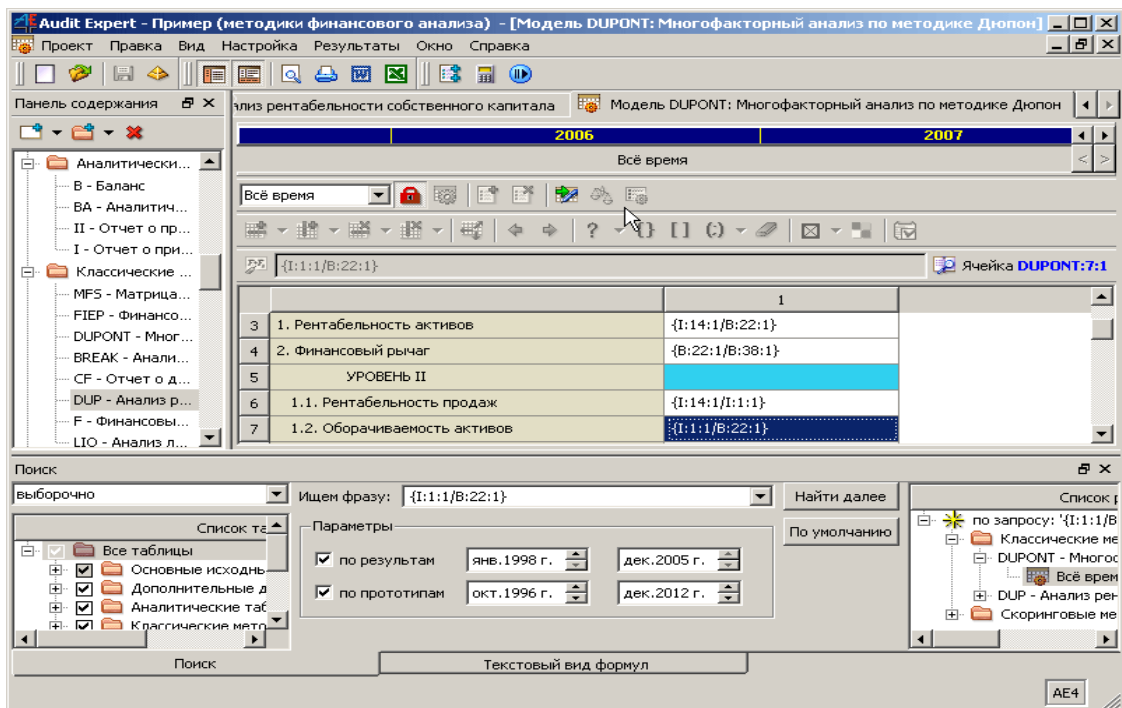 Audit Expert - Пример (методики финансового анализа) - [Модель DUPONT: Многофакторный анализ по методике Дюпон]
Проект Правка Вид Настройка Результаты Окно Справка
Панель содержания
ализ рентабельности собственного капитала Модель DUPONT: Многофакторный анализ по методике Дюпон
2006 2007
Всё время
Аналитически...
B - Баланс
BA - Аналитич...
II - Отчет о пр...
I - Отчет о при...
Классические ...
MFS - Матрица...
FIEP - Финансо...
DUPONT - Мног...
BREAK - Анали...
CF - Отчет о д...
DUP - Анализ р...
F - Финансовы...
LIO - Анализ л...
Всё время
{I:1:1/B:22:1} Ячейка DUPONT:7:1
1
3 1. Рентабельность активов {I:14:1/B:22:1}
4 2. Финансовый рычаг {B:22:1/B:38:1}
5 УРОВЕНЬ II
6 1.1. Рентабельность продаж {I:14:1/I:1:1}
7 1.2. Оборачиваемость активов {I:1:1/B:22:1}
Поиск
выборочно
Ищем фразу: {I:1:1/B:22:1} Найти далее
По умолчанию
Список та
Все таблицы
Основные исходнь
Дополнительные д
Аналитические таб
Классические мето
Параметры
по результам янв.1998 г. дек.2005 г.
по прототипам окт.1996 г. дек.2012 г.
Список р
по запросу: '{I:1:1/B
Классические ме
DUPONT - Многос
Всё врем
DUP - Анализ рен
Скоринговые ме
Поиск Текстовый вид формул
AE4